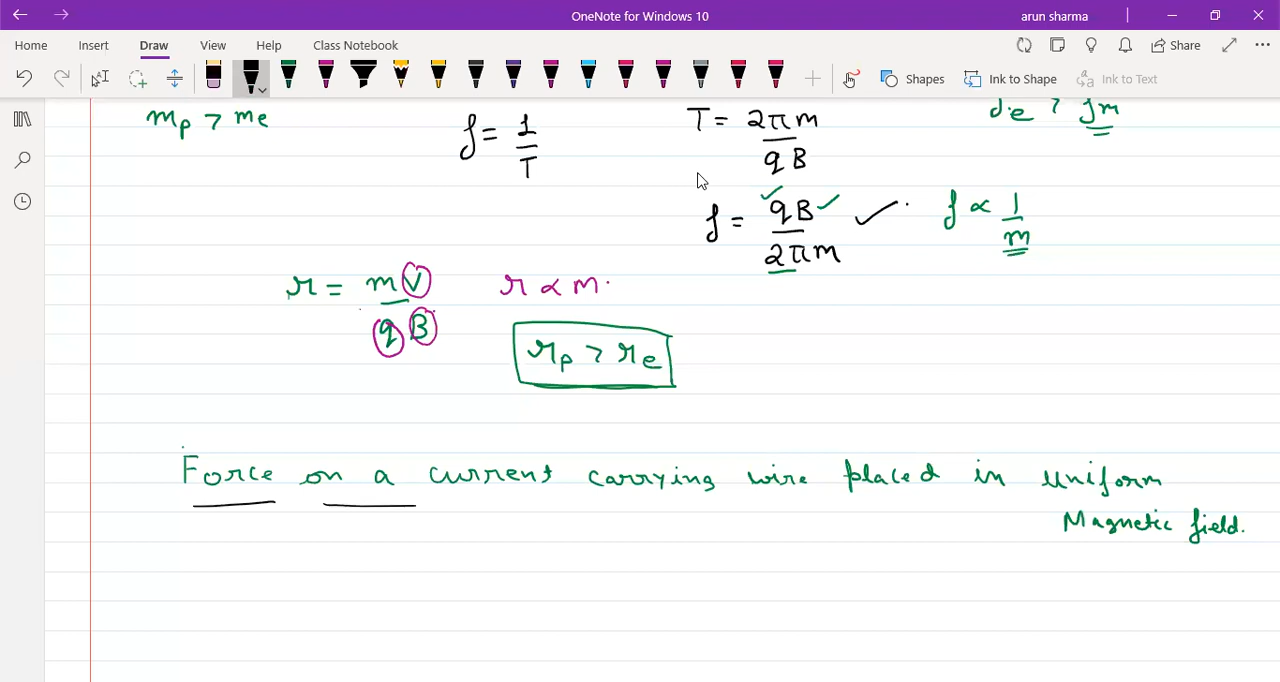 OneNote for Windows 10
arun sharma
Home Insert Draw View Help Class Notebook
Share
Shapes Ink to Shape Ink to Text
mp > me
f = 1/T
T = 2πm/qB
f = qB/2πm
f ∝ 1/m
r = mV/qB
r ∝ m.
rp > re
Force on a current carrying wire placed in uniform
Magnetic field.